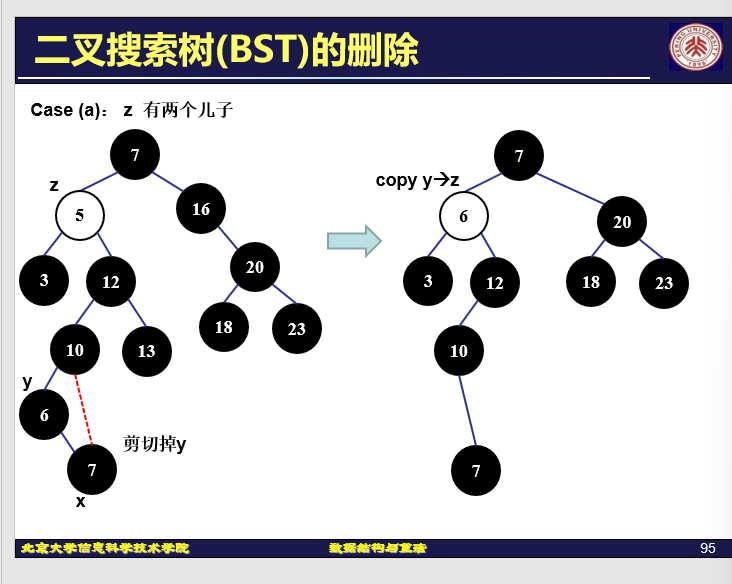 二叉搜索树(BST)的删除
PEKING UNIVERSITY
1898
Case (a)： z 有两个儿子
7
z
5
16
3
12
20
10
13
18
23
y
6
剪切掉y
7
x
copy y→z
7
6
20
3
12
18
23
10
7
北京大学信息科学技术学院
数据结构与算法
95